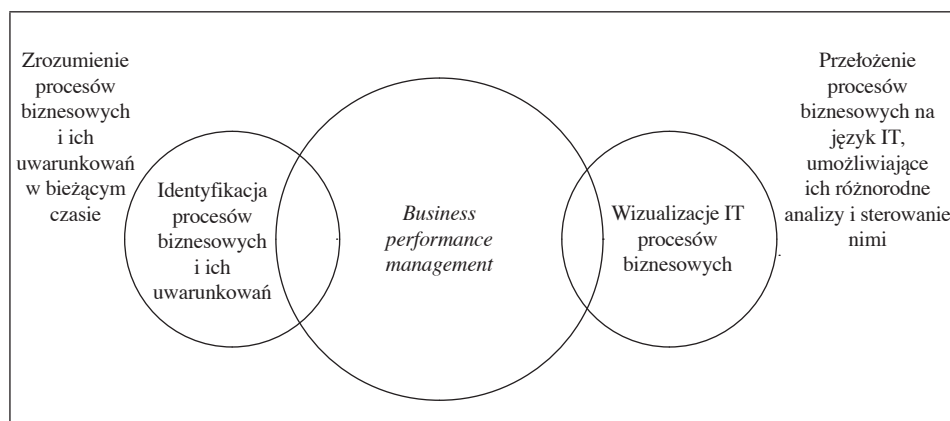 Zrozumienie
procesów
biznesowych
i ich
uwarunkowań
w bieżącym
czasie
Identyfikacja
procesów
biznesowych
i ich
uwarunkowań
Business
performance
management
Wizualizacje IT
procesów
biznesowych
Przełożenie
procesów
biznesowych na
język IT,
umożliwiające
ich różnorodne
analizy i sterowanie
nimi